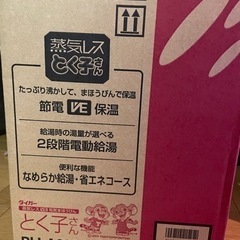 蒸気レス
とく子さん
たっぷり沸かして、まほうびんで保温
節電 VE 保温
給湯時の湯量が選べる
2段階電動給湯
便利な機能
なめらか給湯・省エネコース
タイガー
とく子さん